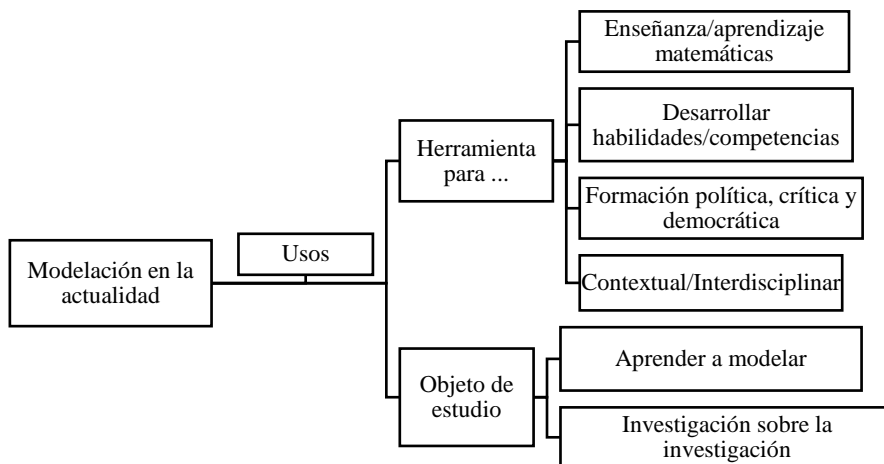 Modelación en la
actualidad
Usos
Herramienta
para ...
Enseñanza/aprendizaje
matemáticas
Desarrollar
habilidades/competencias
Formación política, crítica y
democrática
Contextual/Interdisciplinar
Objeto de
estudio
Aprender a modelar
Investigación sobre la
investigación